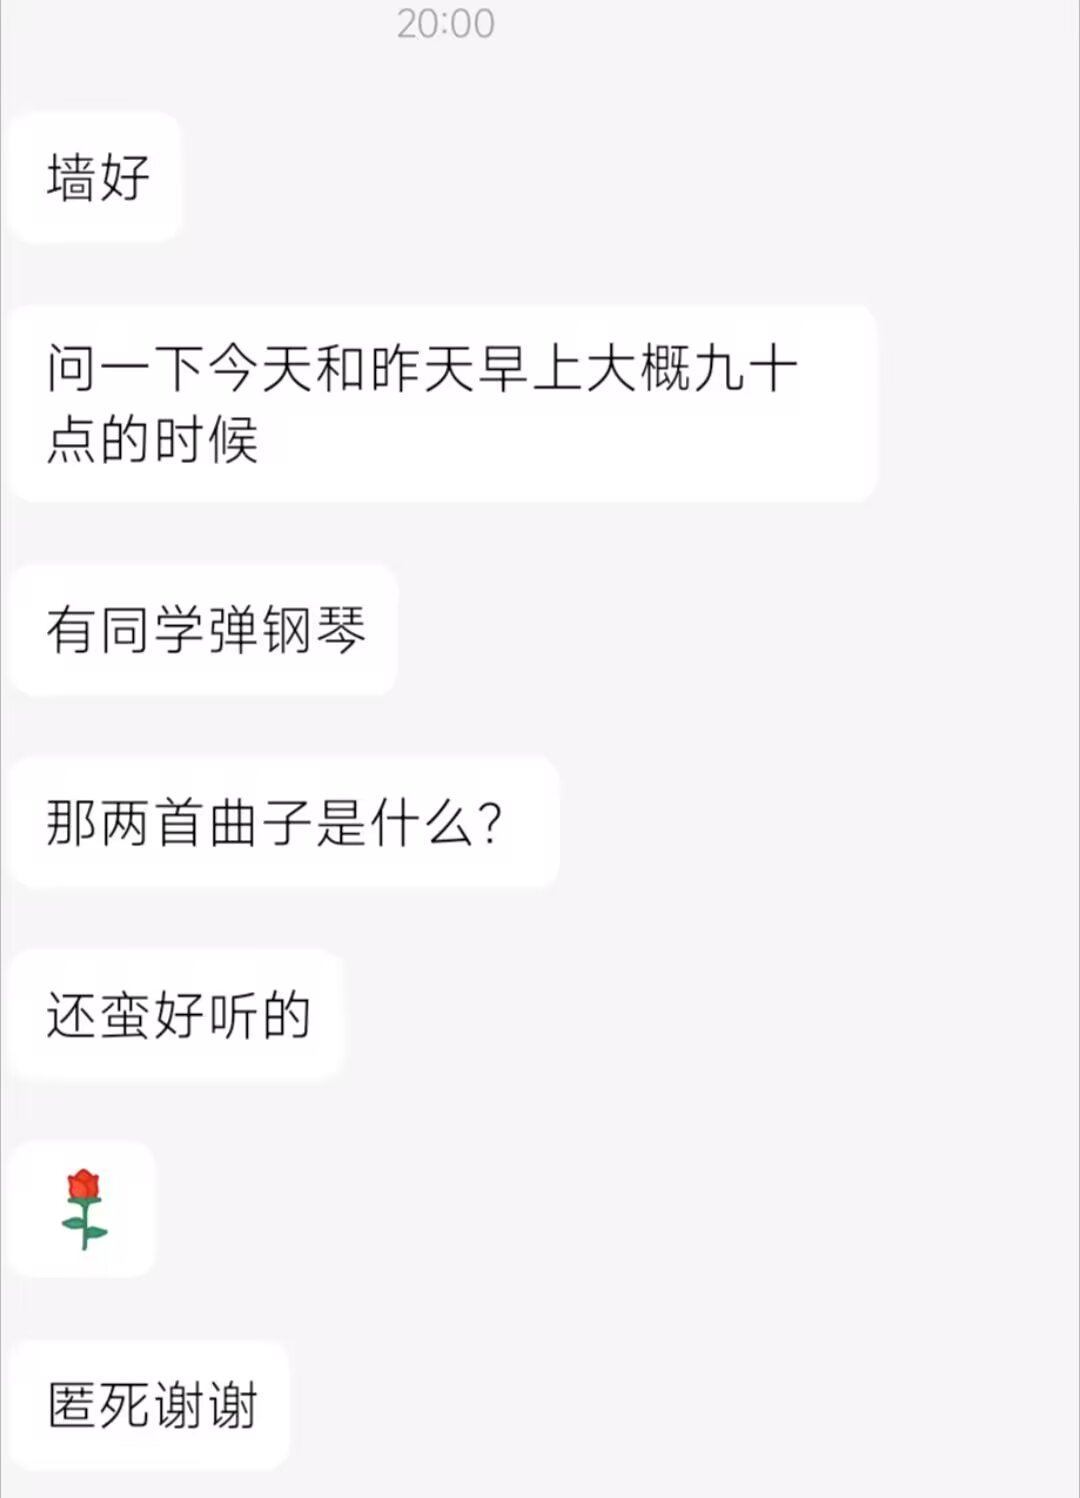 20:00
墙好
问一下今天和昨天早上大概九十
点的时候
有同学弹钢琴
那两首曲子是什么？
还蛮好听的
🌹
匿死谢谢